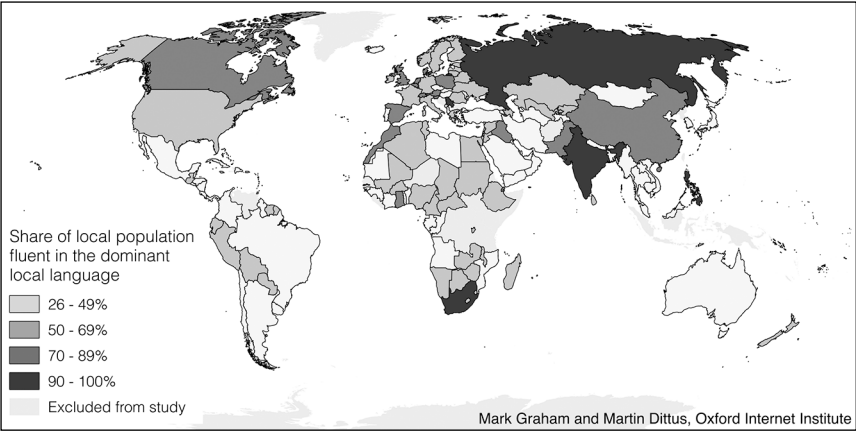 Share of local population
fluent in the dominant
local language
26 - 49%
50 - 69%
70 - 89%
90 - 100%
Excluded from study
Mark Graham and Martin Dittus, Oxford Internet Institute